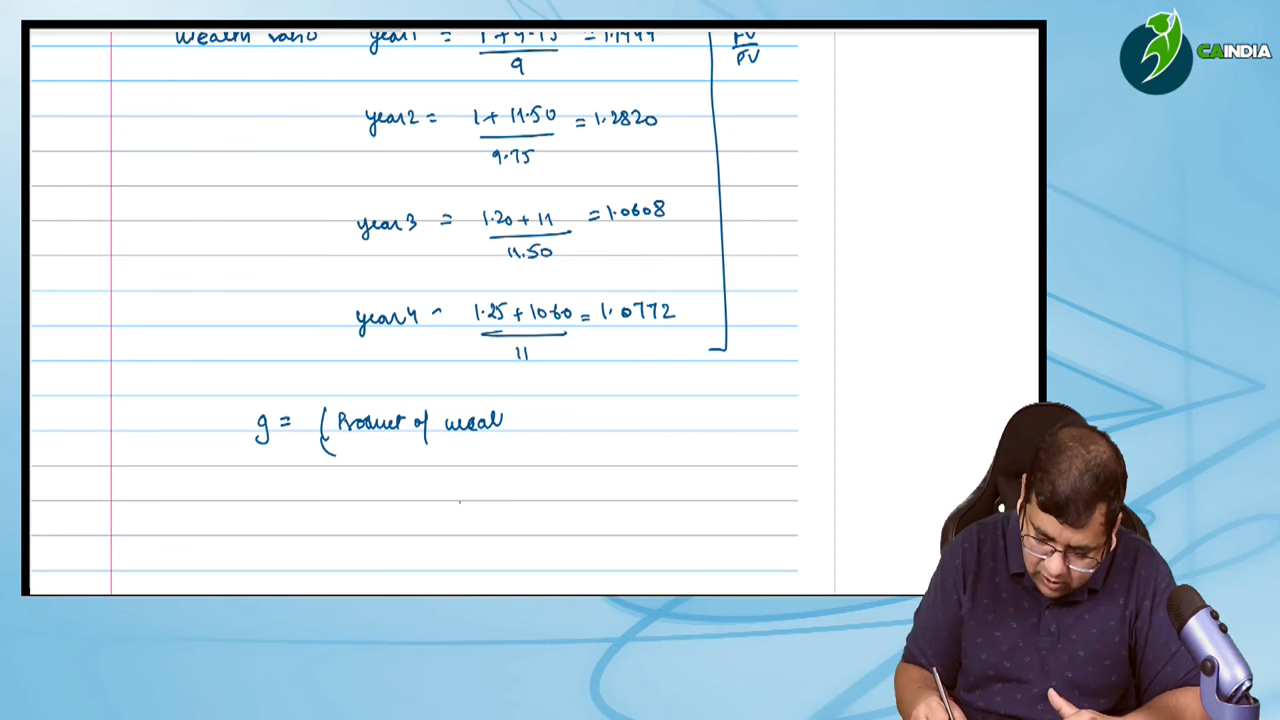 CAINDIA
Wealth ratio year1 = 1+9.75 / 9 = 1.1944 FV / PV
year2 = 1+ 11.50 / 9.75 = 1.2820
year3 = 1.20 + 11 / 11.50 = 1.0608
year4 - 1.25 + 10.60 / 11 = 1.0772
g = ( Product of weal